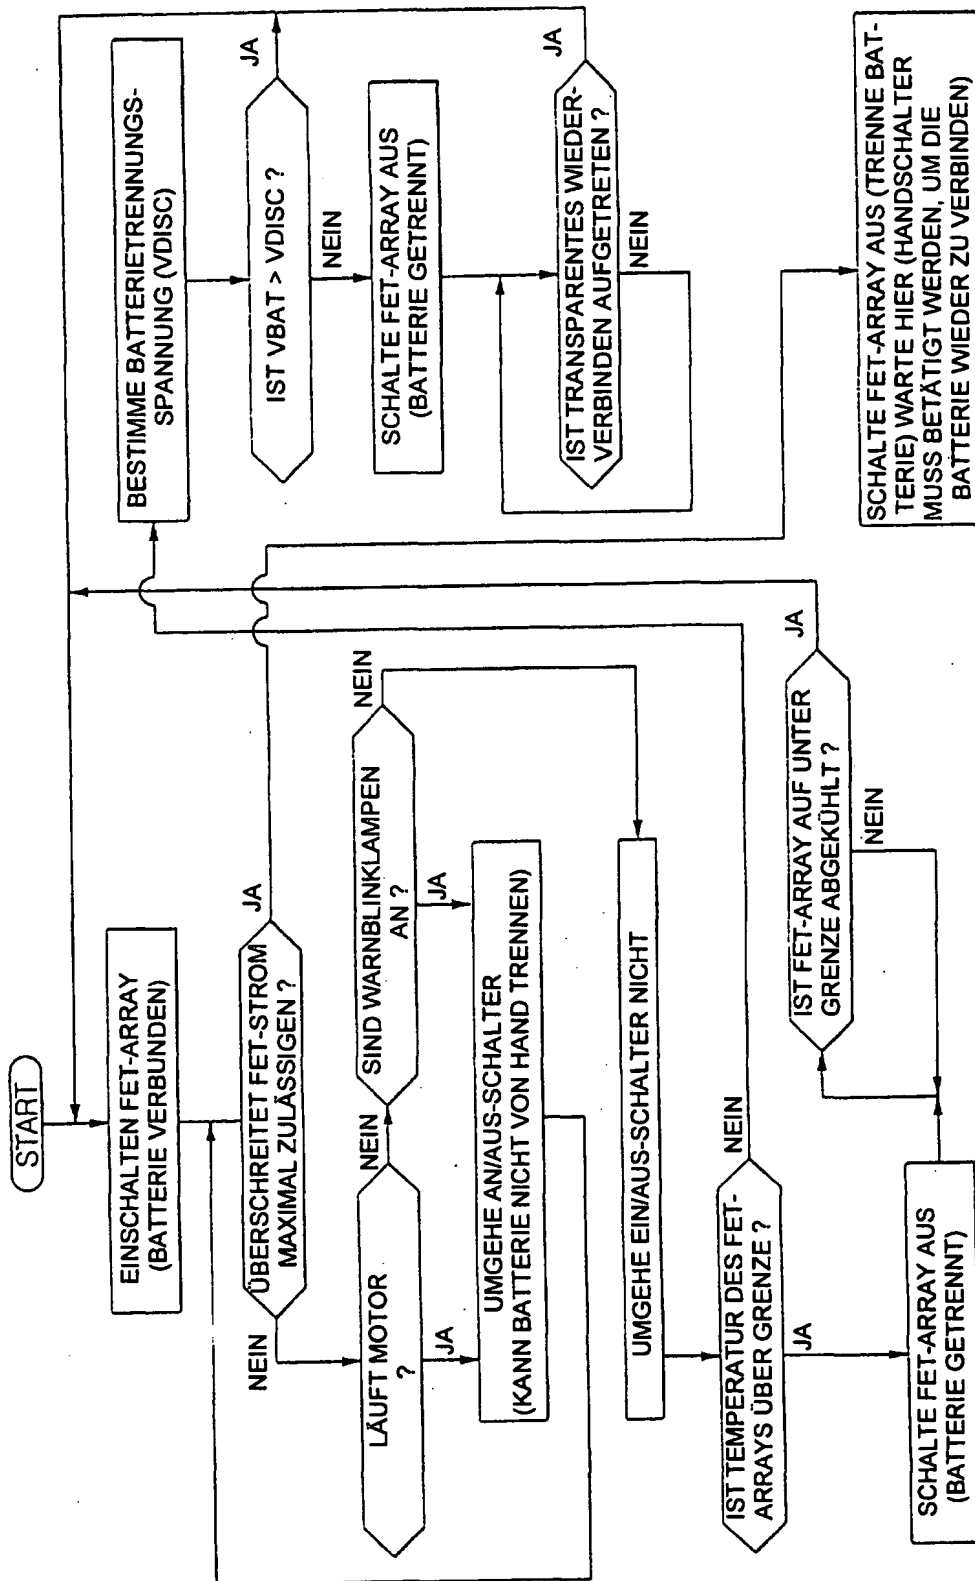 START
EINSCHALTEN FET-ARRAY
(BATTERIE VERBUNDEN)
ÜBERSCHREITET FET-STROM
MAXIMAL ZULÄSSIGEN ?
JA
NEIN
LÄUFT MOTOR
?
NEIN
JA
SIND WARNBLINKLAMPEN
AN ?
NEIN
JA
UMGEHE AN/AUS-SCHALTER
(KANN BATTERIE NICHT VON HAND TRENNEN)
UMGEHE EIN/AUS-SCHALTER NICHT
IST TEMPERATUR DES FET-
ARRAYS ÜBER GRENZE ?
NEIN
JA
SCHALTE FET-ARRAY AUS
(BATTERIE GETRENNT)
IST FET-ARRAY AUF UNTER
GRENZE ABGEKÜHLT ?
JA
NEIN
BESTIMME BATTERIETRENNUNGS-
SPANNUNG (VDISC)
IST VBAT > VDISC ?
JA
NEIN
SCHALTE FET-ARRAY AUS
(BATTERIE GETRENNT)
IST TRANSPARENTES WIEDER-
VERBINDEN AUFGETRETEN ?
JA
NEIN
SCHALTE FET-ARRAY AUS (TRENNE BAT-
TERIE) WARTE HIER (HANDSCHALTER
MUSS BETÄTIGT WERDEN, UM DIE
BATTERIE WIEDER ZU VERBINDEN)